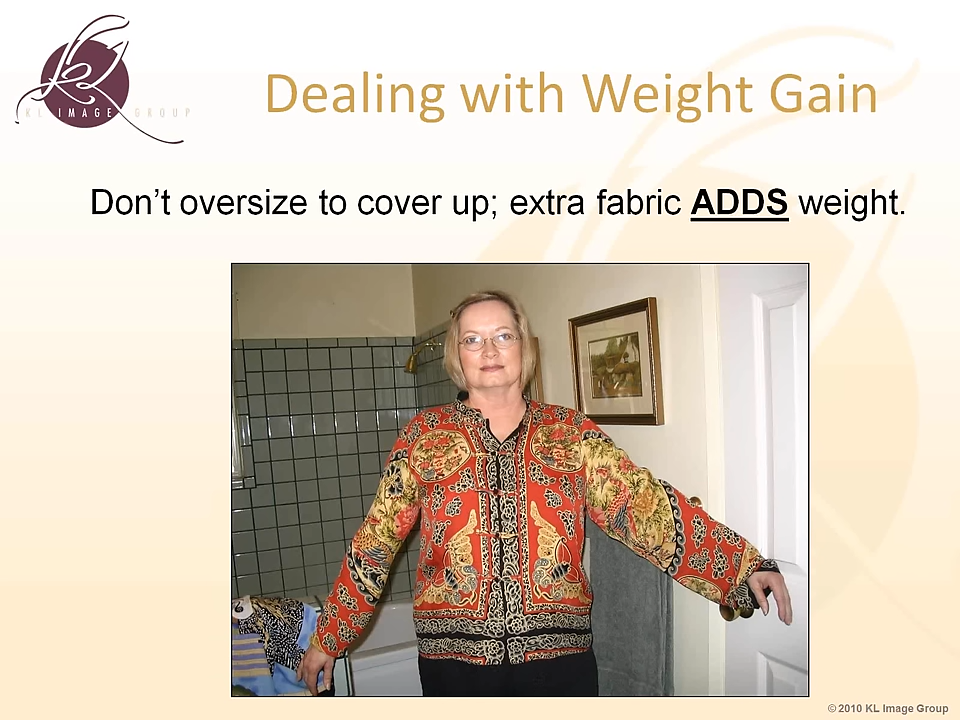 KL IMAGE GROUP
Dealing with Weight Gain
Don’t oversize to cover up; extra fabric ADDS weight.
© 2010 KL Image Group